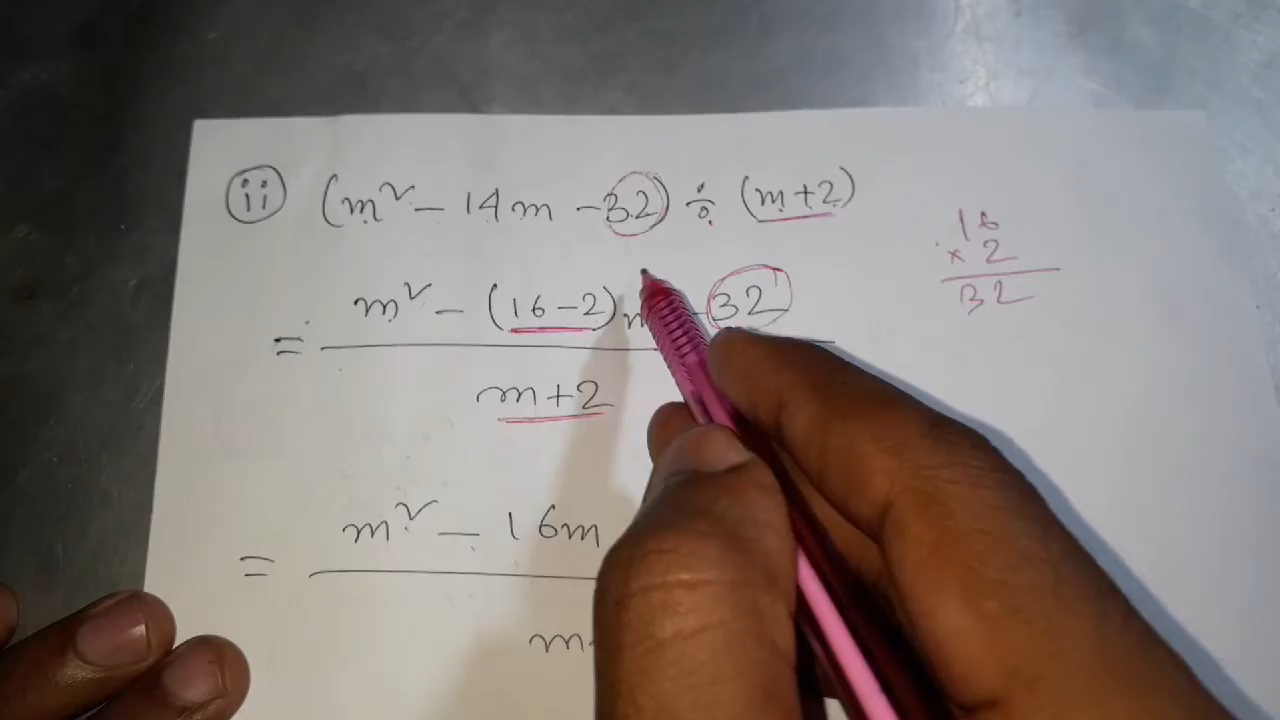 ii (m² - 14m - 32) ÷ (m+2)
16
× 2
32
= m² - (16-2)m - 32
m+2
= m² - 16m
m